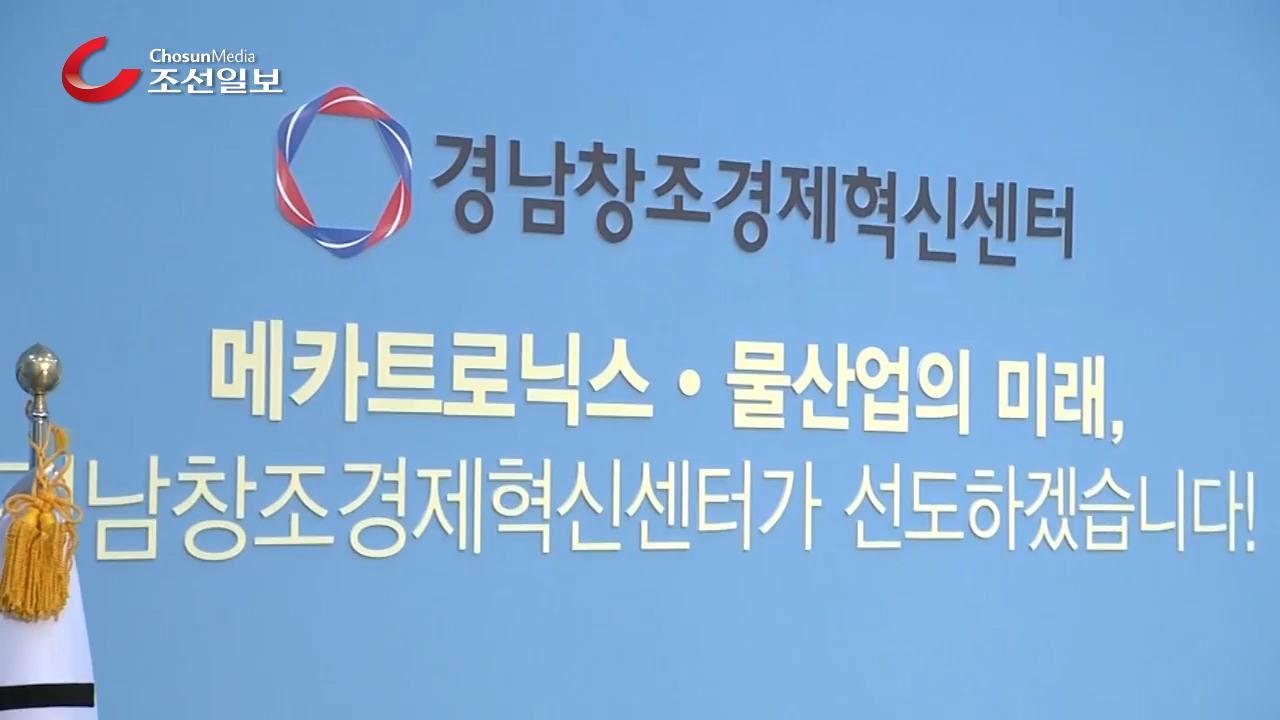 ChosunMedia
조선일보
경남창조경제혁신센터
메카트로닉스·물산업의 미래,
경남창조경제혁신센터가 선도하겠습니다!